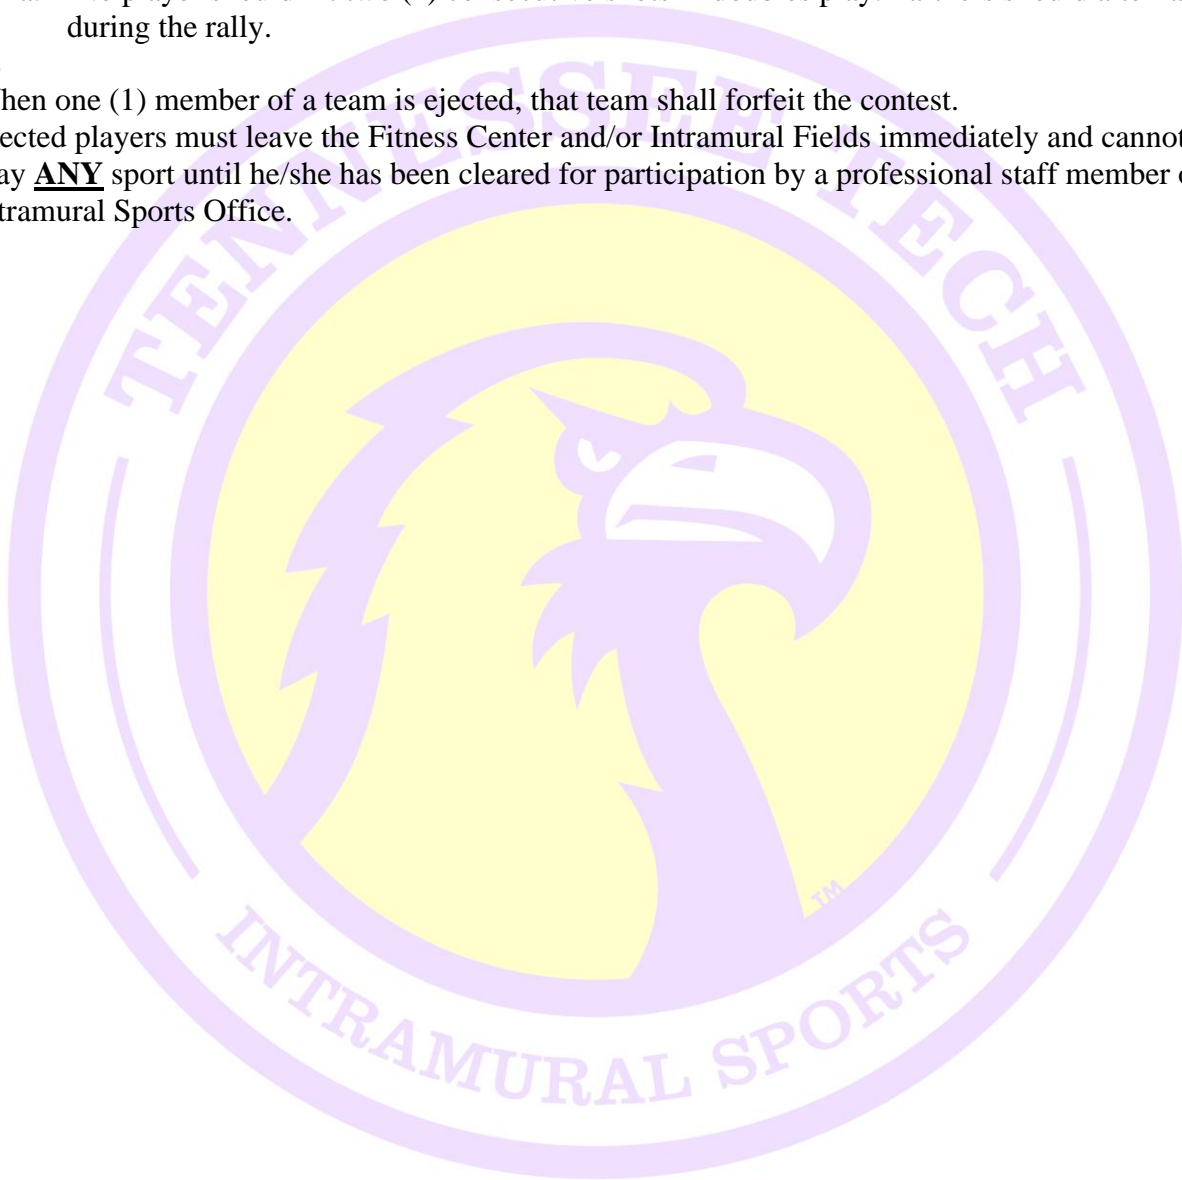 during the rally.
hen one (1) member of a team is ejected, that team shall forfeit the contest.
ected players must leave the Fitness Center and/or Intramural Fields immediately and cannot
ay ANY sport until he/she has been cleared for participation by a professional staff member
tramural Sports Office.
TENNESSEE TECH
TM
INTRAMURAL SPORTS